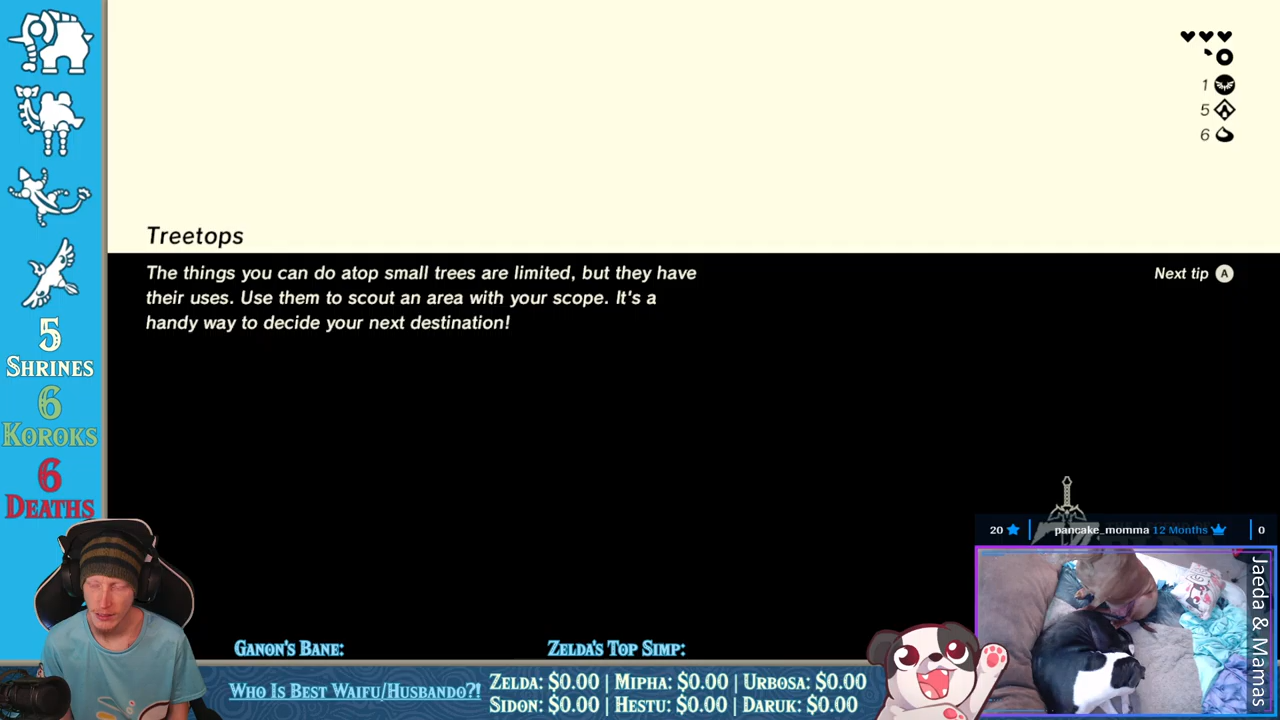 1
5
6
Treetops
The things you can do atop small trees are limited, but they have
their uses. Use them to scout an area with your scope. It's a
handy way to decide your next destination!
Next tip A
5
SHRINES
6
KOROKS
6
DEATHS
20 pancake_momma 12 Months 0
Jaeda & Mamas
GANON'S BANE: ZELDA'S TOP SIMP:
WHO IS BEST WAIFU/HUSBANDO?!
ZELDA: $0.00 | MIPHA: $0.00 | URBOSA: $0.00
SIDON: $0.00 | HESTU: $0.00 | DARUK: $0.00